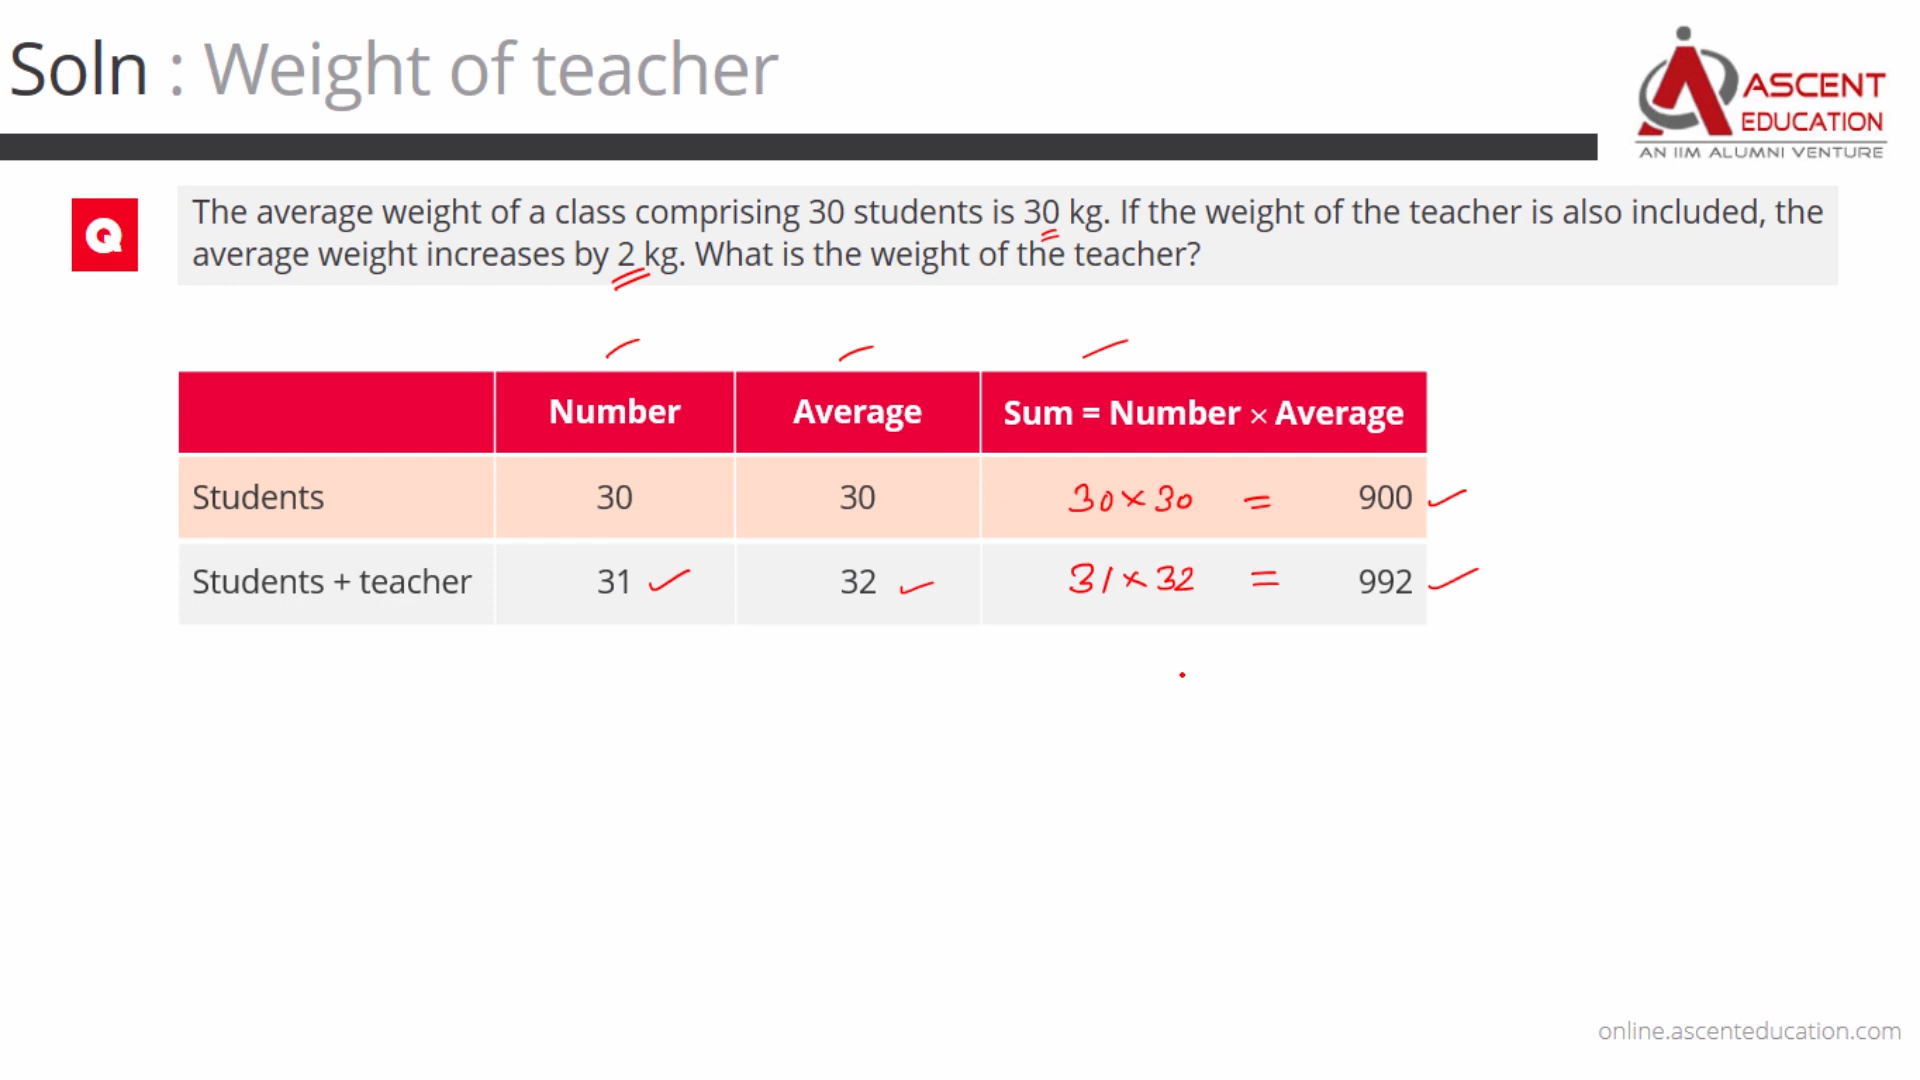 Soln : Weight of teacher
ASCENT
EDUCATION
AN IIM ALUMNI VENTURE
Q
The average weight of a class comprising 30 students is 30 kg. If the weight of the teacher is also included, the
average weight increases by 2 kg. What is the weight of the teacher?
Number Average Sum = Number × Average
Students 30 30 30 × 30 = 900
Students + teacher 31 32 31 × 32 = 992
online.ascenteducation.com